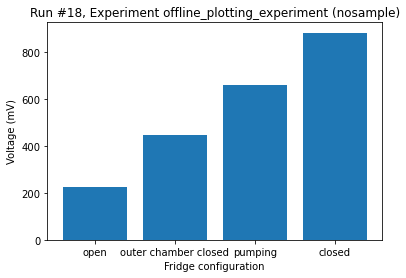 Run #18, Experiment offline_plotting_experiment (nosample)
800
600
400
200
0
Voltage (mV)
open outer chamber closed pumping closed
Fridge configuration